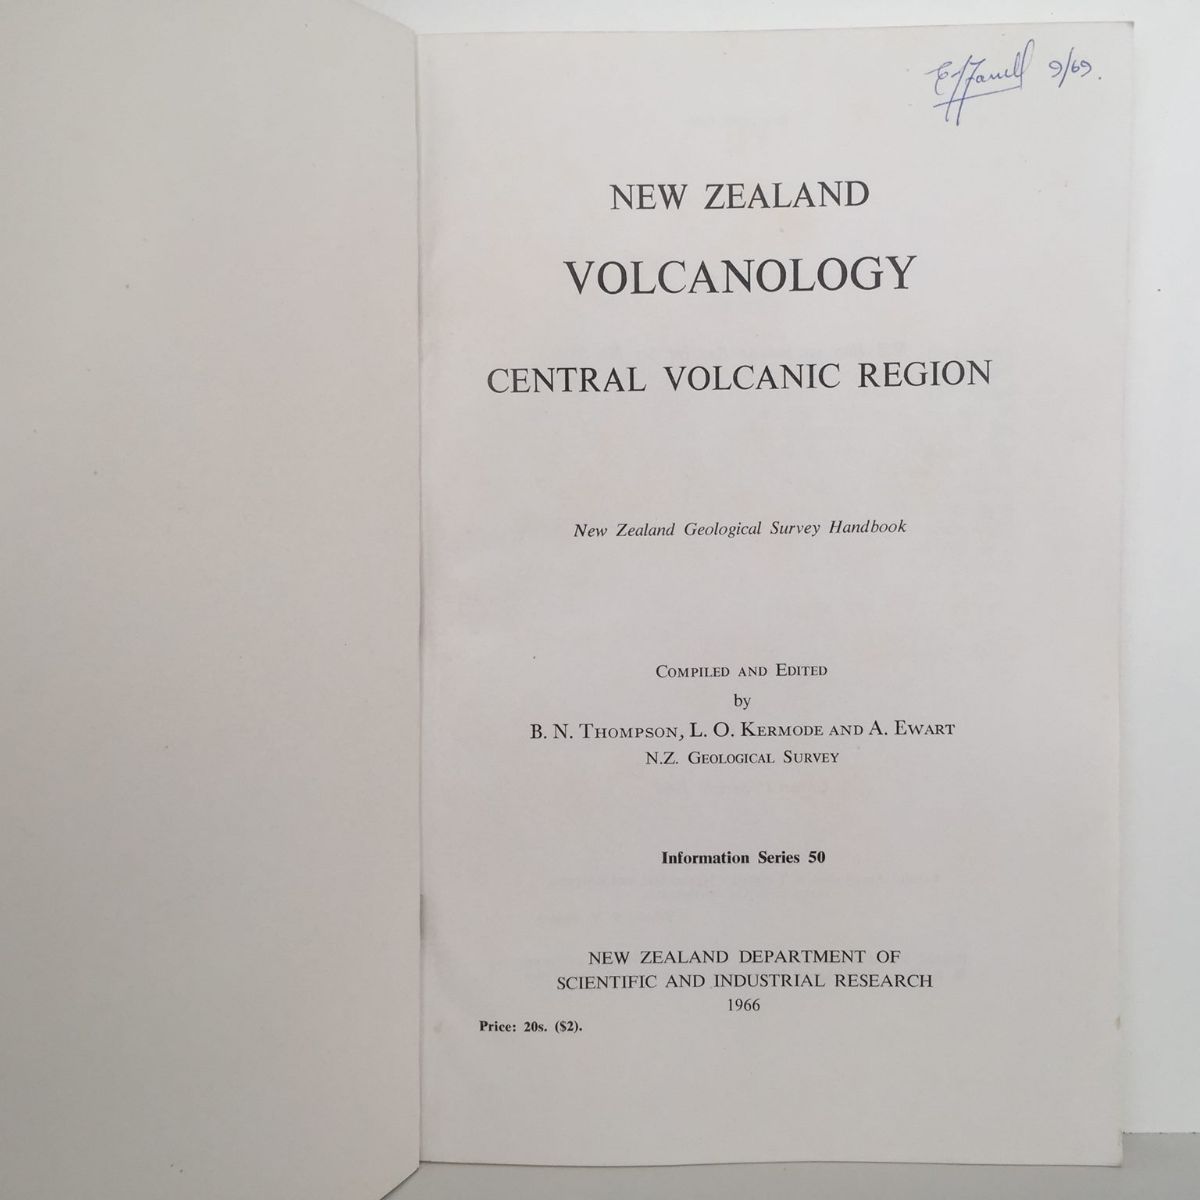 9/69.
NEW ZEALAND
VOLCANOLOGY
CENTRAL VOLCANIC REGION
New Zealand Geological Survey Handbook
COMPILED AND EDITED
by
B. N. THOMPSON, L. O. KERMODE AND A. EWART
N.Z. GEOLOGICAL SURVEY
Information Series 50
NEW ZEALAND DEPARTMENT OF
SCIENTIFIC AND INDUSTRIAL RESEARCH
1966
Price: 20s. ($2).